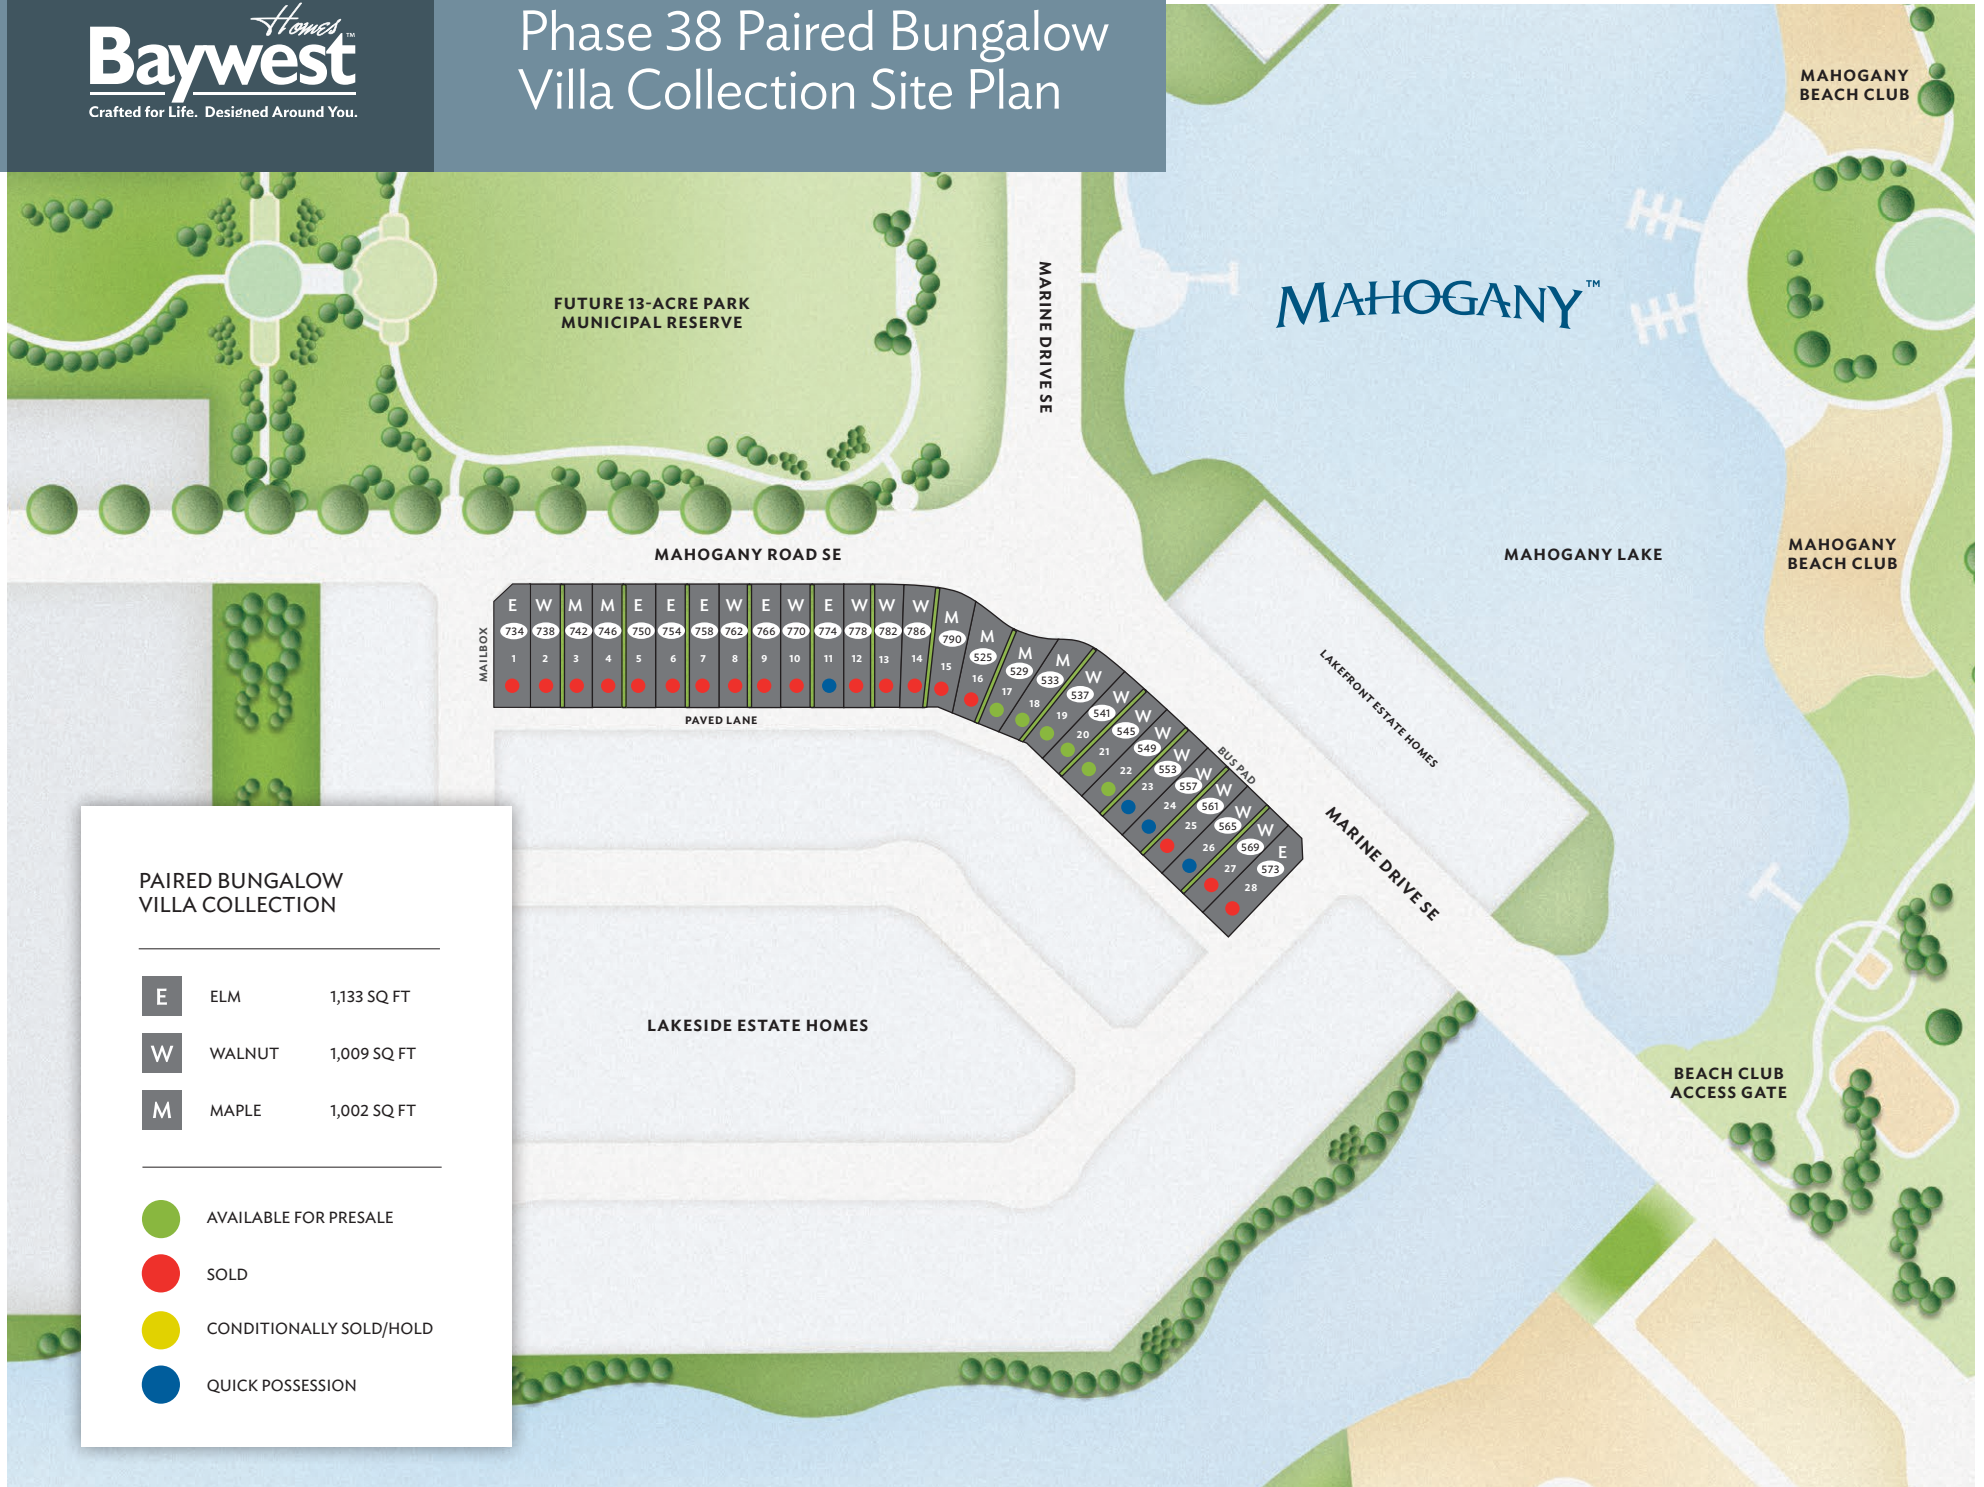 Homes
Baywest™
Crafted for Life. Designed Around You.
Phase 38 Paired Bungalow
Villa Collection Site Plan
MAHOGANY
BEACH CLUB
FUTURE 13-ACRE PARK
MUNICIPAL RESERVE
MARINE DRIVE SE
MAHOGANY™
MAHOGANY ROAD SE
MAHOGANY LAKE
MAHOGANY
BEACH CLUB
MAILBOX
E W M M E E E W E W E W W W M M M M W W W W W W W W W E
734 738 742 746 750 754 758 762 766 770 774 778 782 786 790 525 529 533 537 541 545 549 553 557 561 565 569 573
1 2 3 4 5 6 7 8 9 10 11 12 13 14 15 16 17 18 19 20 21 22 23 24 25 26 27 28
PAVED LANE
BUS PAD
LAKEFRONT ESTATE HOMES
MARINE DRIVE SE
LAKESIDE ESTATE HOMES
BEACH CLUB
ACCESS GATE
PAIRED BUNGALOW
VILLA COLLECTION
E ELM 1,133 SQ FT
W WALNUT 1,009 SQ FT
M MAPLE 1,002 SQ FT
AVAILABLE FOR PRESALE
SOLD
CONDITIONALLY SOLD/HOLD
QUICK POSSESSION